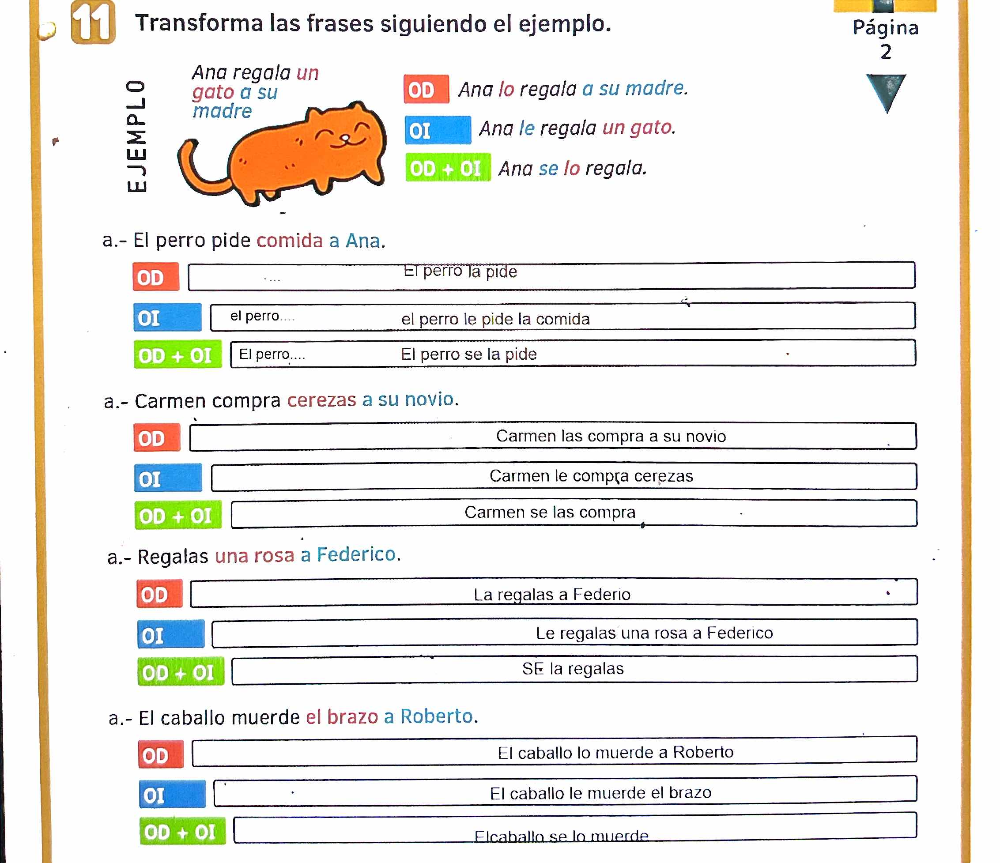 11 Transforma las frases siguiendo el ejemplo.
Página
2
EJEMPLO
Ana regala un
gato a su
madre
OD Ana lo regala a su madre.
OI Ana le regala un gato.
OD + OI Ana se lo regala.
a.- El perro pide comida a Ana.
OD .... El perro la pide
OI el perro.... el perro le pide la comida
OD + OI El perro.... El perro se la pide
a.- Carmen compra cerezas a su novio.
OD Carmen las compra a su novio
OI Carmen le compra cerezas
OD + OI Carmen se las compra
a.- Regalas una rosa a Federico.
OD La regalas a Federio
OI Le regalas una rosa a Federico
OD + OI SE la regalas
a.- El caballo muerde el brazo a Roberto.
OD El caballo lo muerde a Roberto
OI El caballo le muerde el brazo
OD + OI Elcaballo se lo muerde